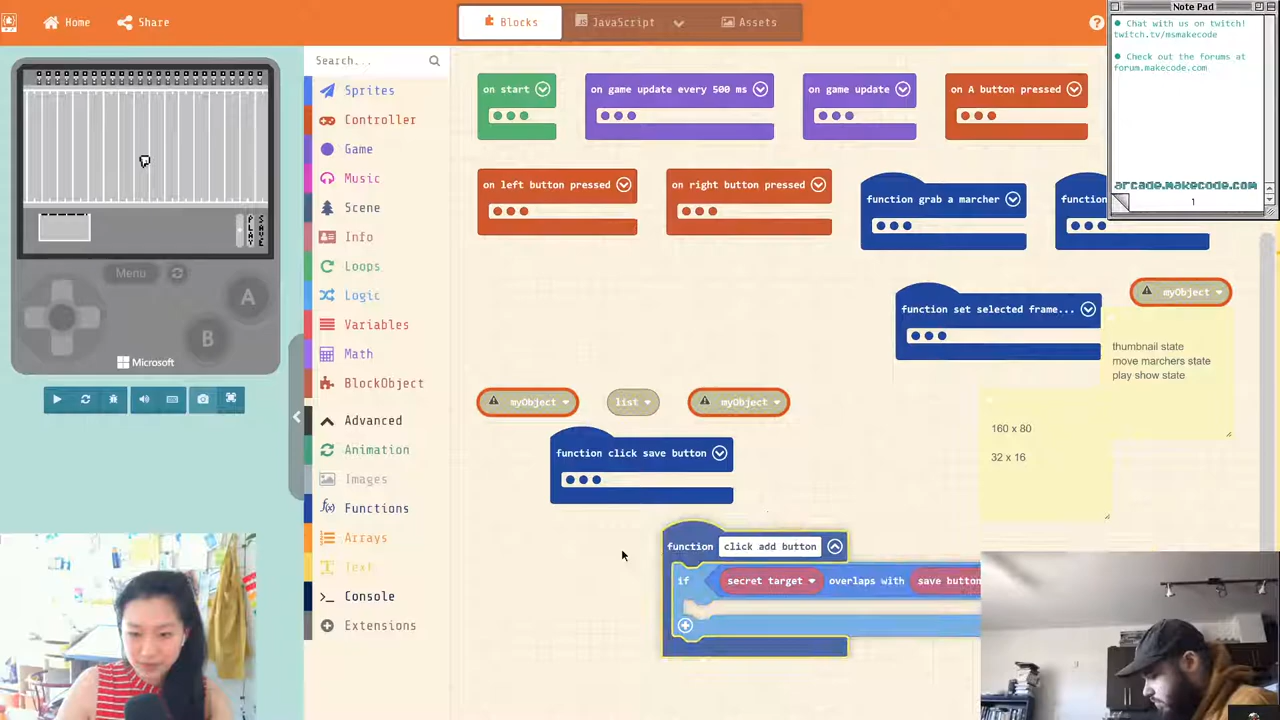 Home
Share
Blocks
JavaScript
Assets
Note Pad
Chat with us on twitch!
twitch.tv/msmakecode
Check out the forums at
forum.makecode.com
arcade.makecode.com
1
Search...
Sprites
Controller
Game
Music
Scene
Info
Loops
Logic
Variables
Math
BlockObject
Advanced
Animation
Images
Functions
Arrays
Text
Console
Extensions
PLAY
SAVE
Menu
A
B
Microsoft
on start
on game update every 500 ms
on game update
on A button pressed
on left button pressed
on right button pressed
function grab a marcher
function set selected frame...
myObject
thumbnail state
move marchers state
play show state
myObject
list
myObject
160 x 80
32 x 16
function click save button
function click add button
if secret target overlaps with